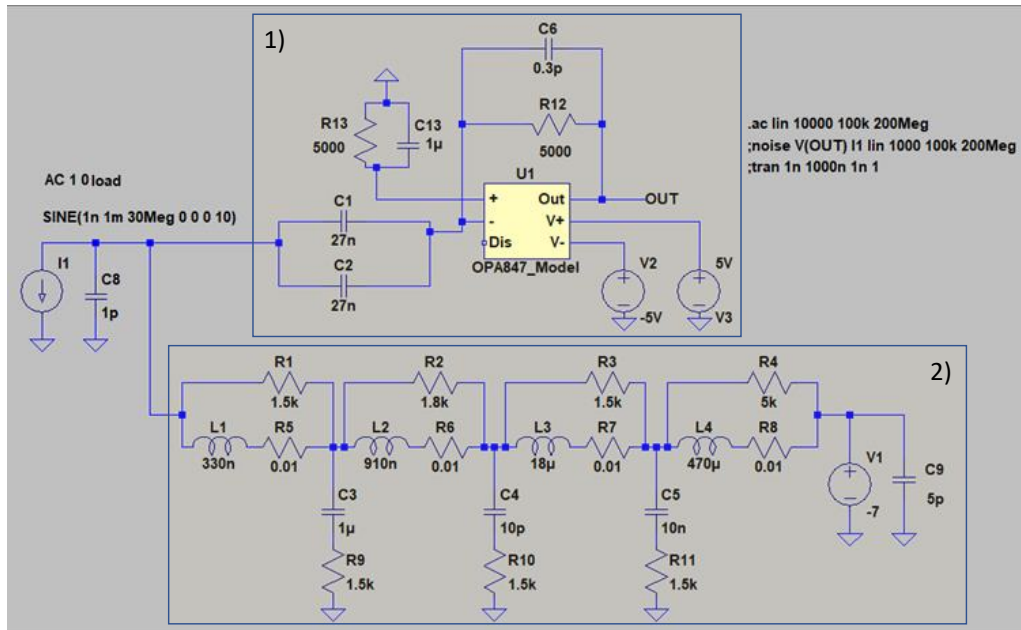 1)
C6
0.3p
R12
5000
R13
5000
C13
1µ
.ac lin 10000 100k 200Meg
;noise V(OUT) I1 lin 1000 100k 200Meg
;tran 1n 1000n 1n 1
U1
+ Out
- V+
Dis V-
OPA847_Model
OUT
AC 1 0 load
SINE(1n 1m 30Meg 0 0 0 10)
C1
27n
C2
27n
I1
C8
1p
V2
-5V
5V
V3
2)
R1
1.5k
R2
1.8k
R3
1.5k
R4
5k
L1
330n
R5
0.01
L2
910n
R6
0.01
L3
18µ
R7
0.01
L4
470µ
R8
0.01
C3
1µ
C4
10p
C5
10n
V1
-7
C9
5p
R9
1.5k
R10
1.5k
R11
1.5k